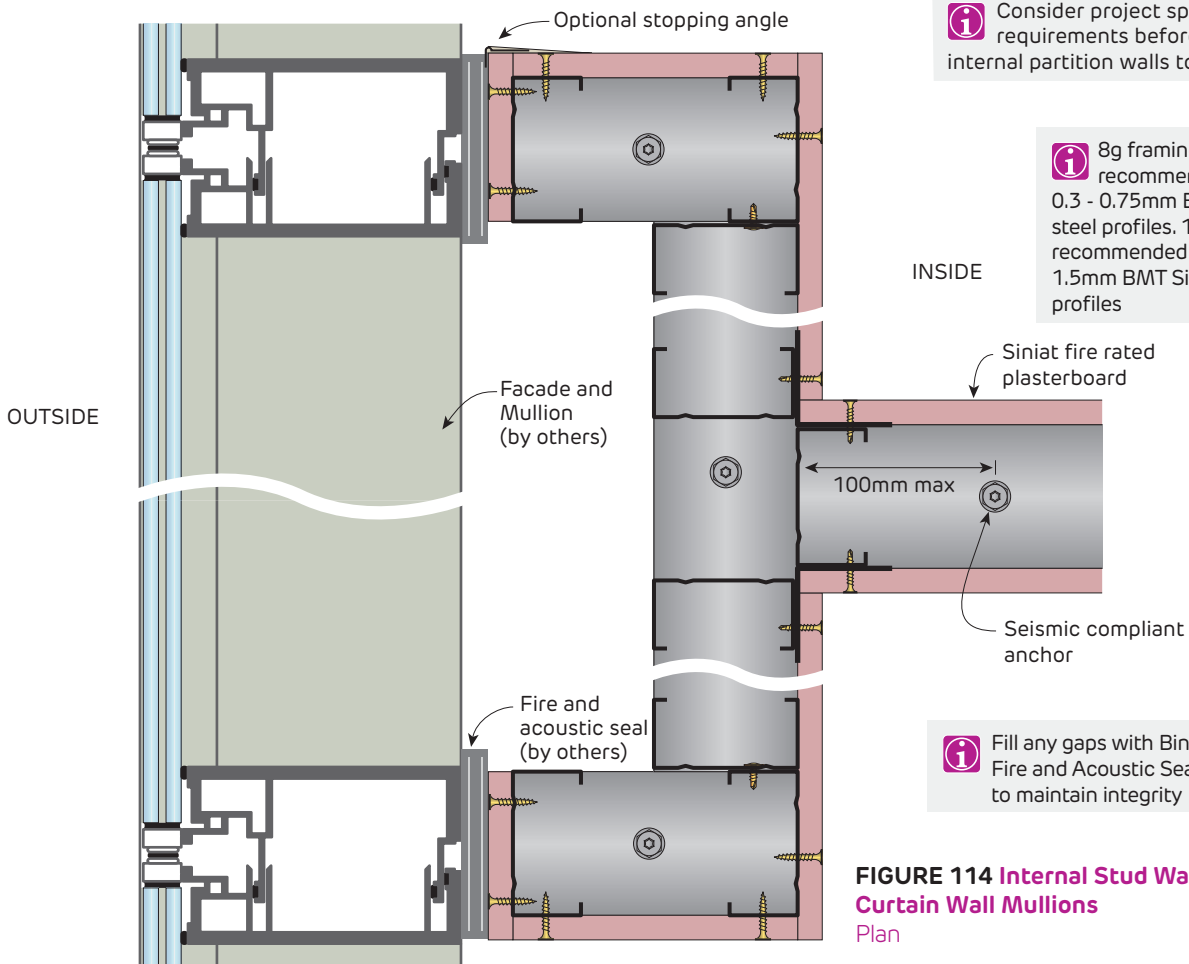 Optional stopping angle
Consider project sp
requirements before
internal partition walls to
8g framin
recommen
0.3 - 0.75mm B
steel profiles. 1
recommended
1.5mm BMT Si
profiles
INSIDE
Siniat fire rated
plasterboard
OUTSIDE
Facade and
Mullion
(by others)
100mm max
Seismic compliant
anchor
Fire and
acoustic seal
(by others)
Fill any gaps with Bin
Fire and Acoustic Sea
to maintain integrity
FIGURE 114 Internal Stud Wa
Curtain Wall Mullions
Plan